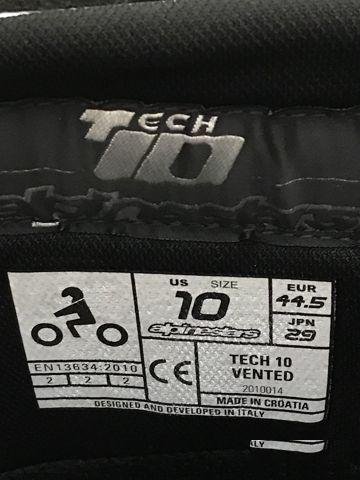 TECH
10
US SIZE
10
alpinestars
EUR
44.5
JPN
29
EN13634:2010
2 2 2
CE
TECH 10
VENTED
2010014
MADE IN CROATIA
DESIGNED AND DEVELOPED IN ITALY
ALY